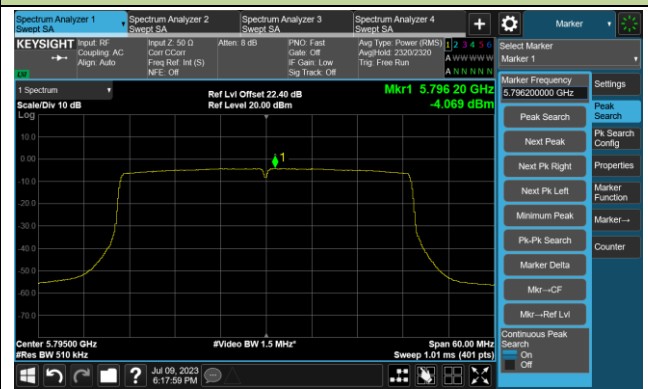 Spectrum Analyzer 1
Swept SA
Spectrum Analyzer 2
Swept SA
Spectrum Analyzer 3
Swept SA
Spectrum Analyzer 4
Swept SA
+
Marker
KEYSIGHT
Input: RF
Coupling: AC
Align: Auto
Input Z: 50 Ω
Corr CCorr
Freq Ref: Int (S)
NFE: Off
Atten: 8 dB
PNO: Fast
Gate: Off
IF Gain: Low
Sig Track: Off
Avg Type: Power (RMS)
Avg|Hold: 2320/2320
Trig: Free Run
1 2 3 4 5 6
A W W W W W
A N N N N N
LXI
Select Marker
Marker 1
1 Spectrum
Scale/Div 10 dB
Log
Ref Lvl Offset 22.40 dB
Ref Level 20.00 dBm
Mkr1 5.796 20 GHz
-4.069 dBm
1
10.0
0.00
-10.0
-20.0
-30.0
-40.0
-50.0
-60.0
-70.0
Center 5.79500 GHz
#Res BW 510 kHz
#Video BW 1.5 MHz*
Span 60.00 MHz
Sweep 1.01 ms (401 pts)
Marker Frequency
5.796200000 GHz
Peak Search
Next Peak
Next Pk Right
Next Pk Left
Minimum Peak
Pk-Pk Search
Marker Delta
Mkr→CF
Mkr→Ref Lvl
Continuous Peak
Search
On
Off
Settings
Peak
Search
Pk Search
Config
Properties
Marker
Function
Marker→
Counter
?
Jul 09, 2023
6:17:59 PM